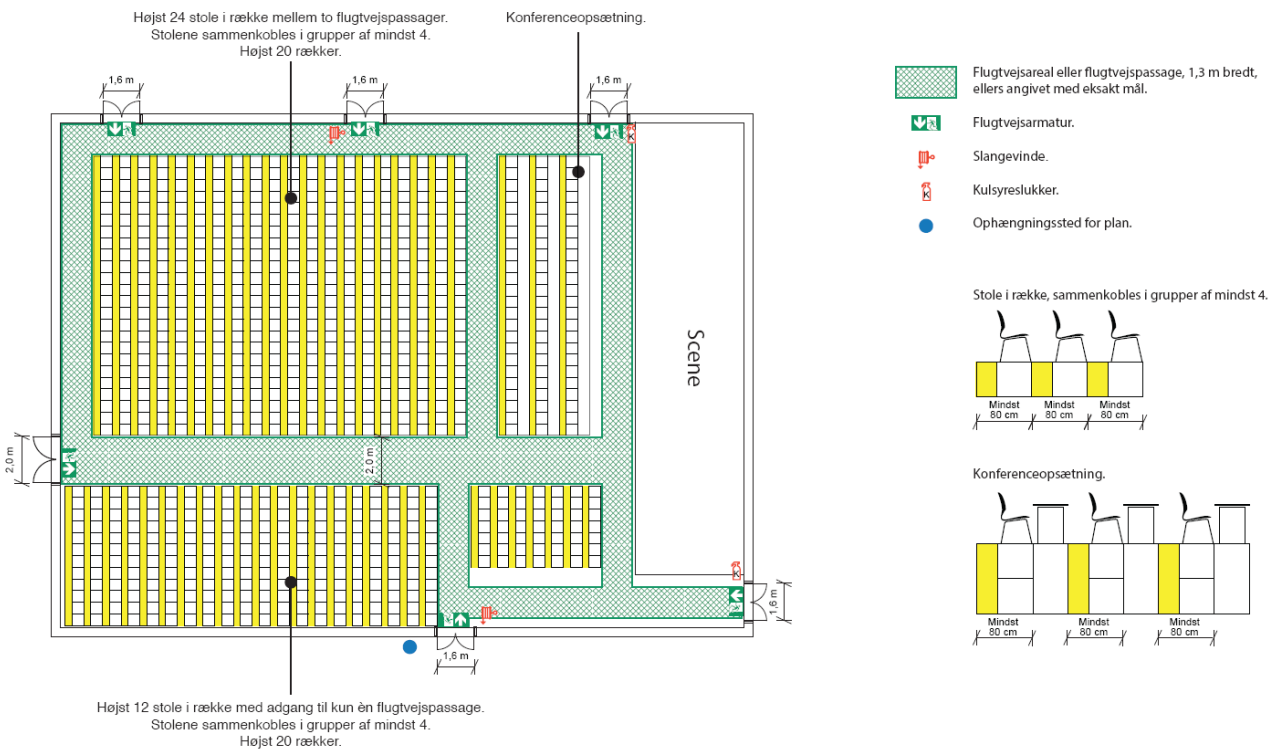 Højst 24 stole i række mellem to flugtvejspassager.
Stolene sammenkobles i grupper af mindst 4.
Højst 20 rækker.
Konferenceopsætning.
1,6 m
1,6 m
1,6 m
2,0 m
2,0 m
Scene
K
K
1,6 m
1,6 m
Højst 12 stole i række med adgang til kun èn flugtvejspassage.
Stolene sammenkobles i grupper af mindst 4.
Højst 20 rækker.
Flugtvejsareal eller flugtvejspassage, 1,3 m bredt,
ellers angivet med eksakt mål.
Flugtvejsarmatur.
Slangevinde.
K
Kulsyreslukker.
Ophængningssted for plan.
Stole i række, sammenkobles i grupper af mindst 4.
Mindst Mindst Mindst
80 cm 80 cm 80 cm
Konferenceopsætning.
Mindst Mindst Mindst
80 cm 80 cm 80 cm